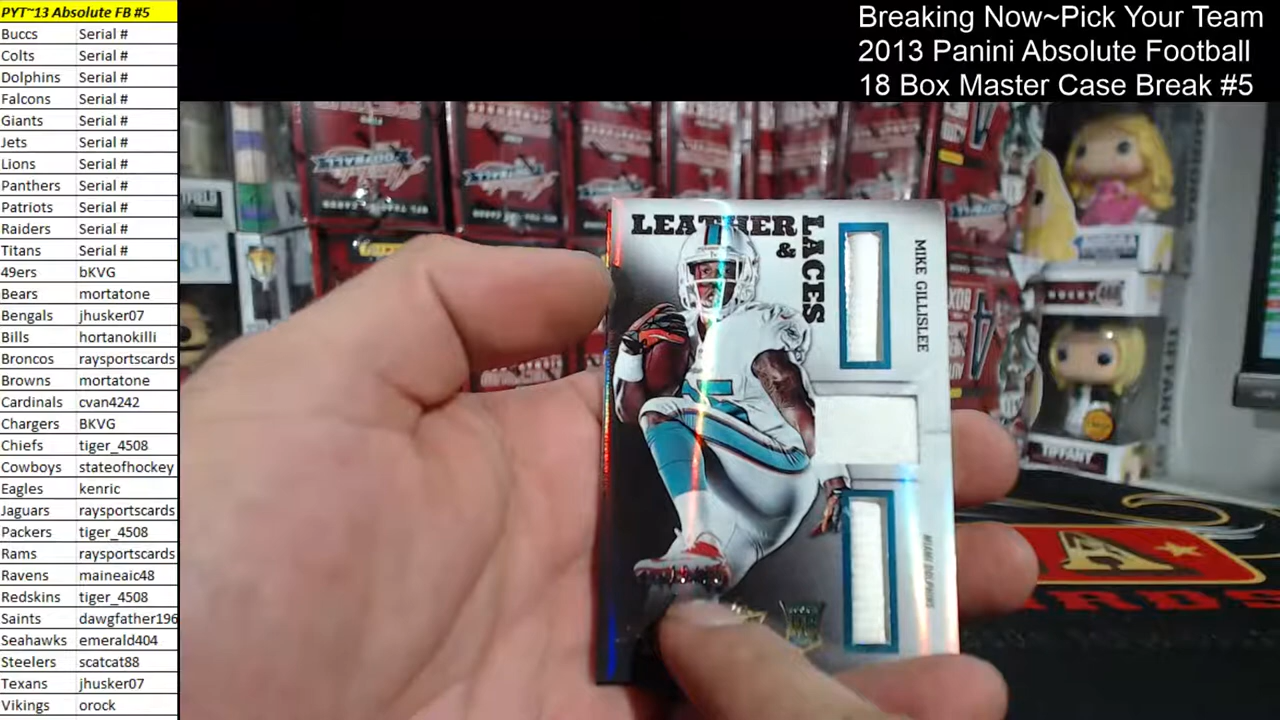 PYT~13 Absolute FB #5
Buccs Serial #
Colts Serial #
Dolphins Serial #
Falcons Serial #
Giants Serial #
Jets Serial #
Lions Serial #
Panthers Serial #
Patriots Serial #
Raiders Serial #
Titans Serial #
49ers bKVG
Bears mortatone
Bengals jhusker07
Bills hortanokilli
Broncos raysportscards
Browns mortatone
Cardinals cvan4242
Chargers BKVG
Chiefs tiger_4508
Cowboys stateofhockey
Eagles kenric
Jaguars raysportscards
Packers tiger_4508
Rams raysportscards
Ravens maineaic48
Redskins tiger_4508
Saints dawgfather196
Seahawks emerald404
Steelers scatcat88
Texans jhusker07
Vikings orock
Breaking Now~Pick Your Team
2013 Panini Absolute Football
18 Box Master Case Break #5
LEATHER
&
LACES
MIKE GILLISLEE
MIAMI DOLPHINS
TIFFANY
RDS